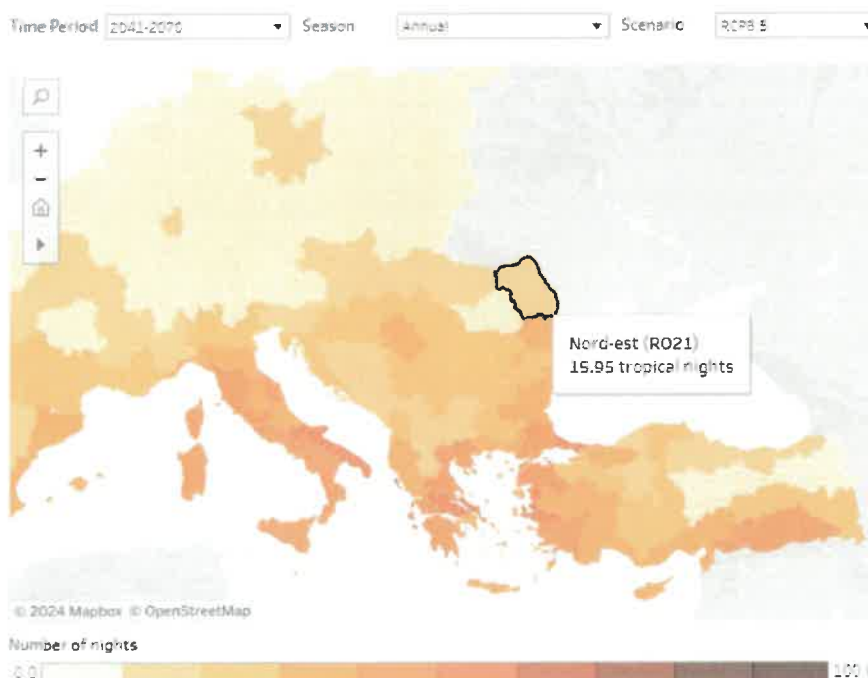 Time Period 2041-2070 Season Annual Scenario RCP8.5
Nord-est (RO21)
15.95 tropical nights
© 2024 Mapbox © OpenStreetMap
Number of nights
0.0 100